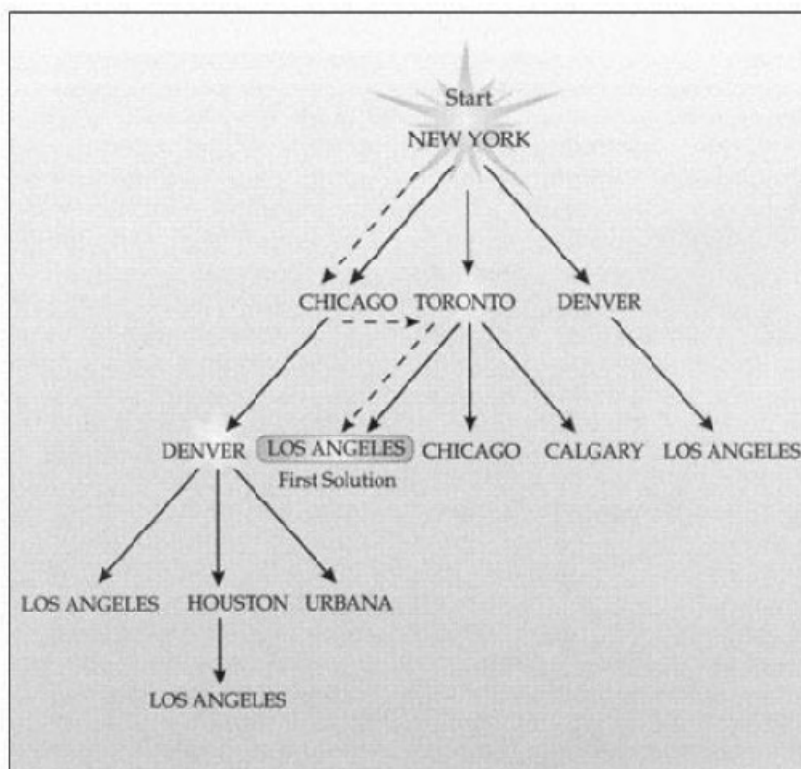 Start
NEW YORK
CHICAGO TORONTO DENVER
DENVER LOS ANGELES CHICAGO CALGARY LOS ANGELES
First Solution
LOS ANGELES HOUSTON URBANA
LOS ANGELES